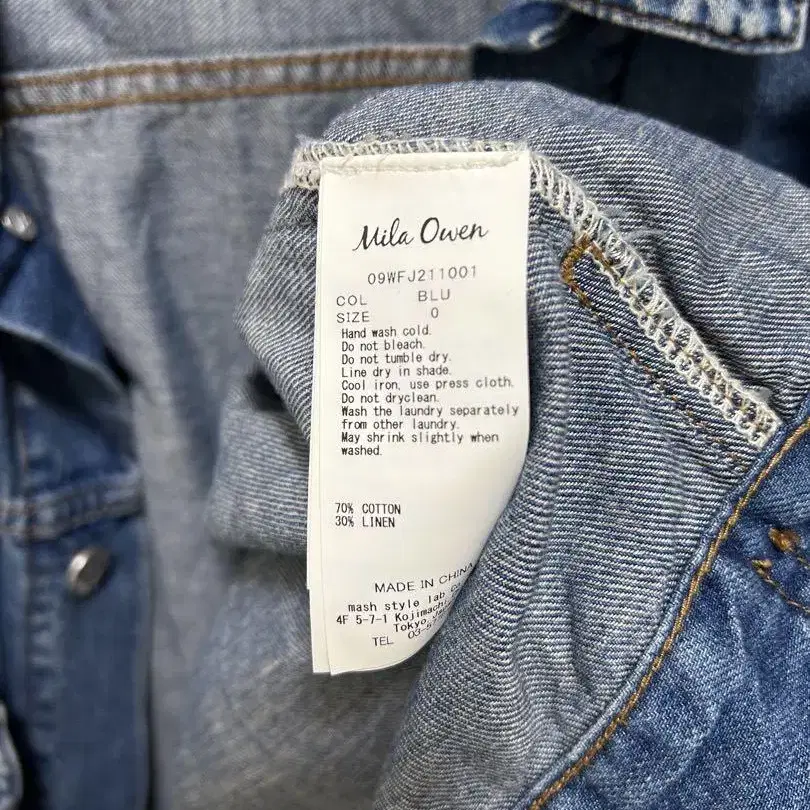 Mila Owen
09WFJ211001
COL BLU
SIZE 0
Hand wash cold.
Do not bleach.
Do not tumble dry.
Line dry in shade.
Cool iron, use press cloth.
Do not dryclean.
Wash the laundry separately
from other laundry.
May shrink slightly when
washed.
70% COTTON
30% LINEN
MADE IN CHINA
mash style lab
4F 5-7-1
Tokyo
TEL 03-